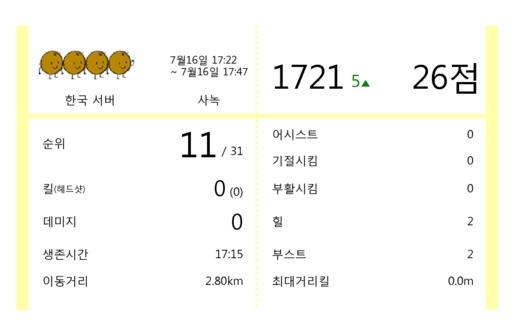 7월16일 17:22
~ 7월16일 17:47
한국 서버
사녹
1721 5▲ 26점
순위 11 / 31
킬(헤드샷) 0 (0)
데미지 0
생존시간 17:15
이동거리 2.80km
어시스트 0
기절시킴 0
부활시킴 0
힐 2
부스트 2
최대거리킬 0.0m